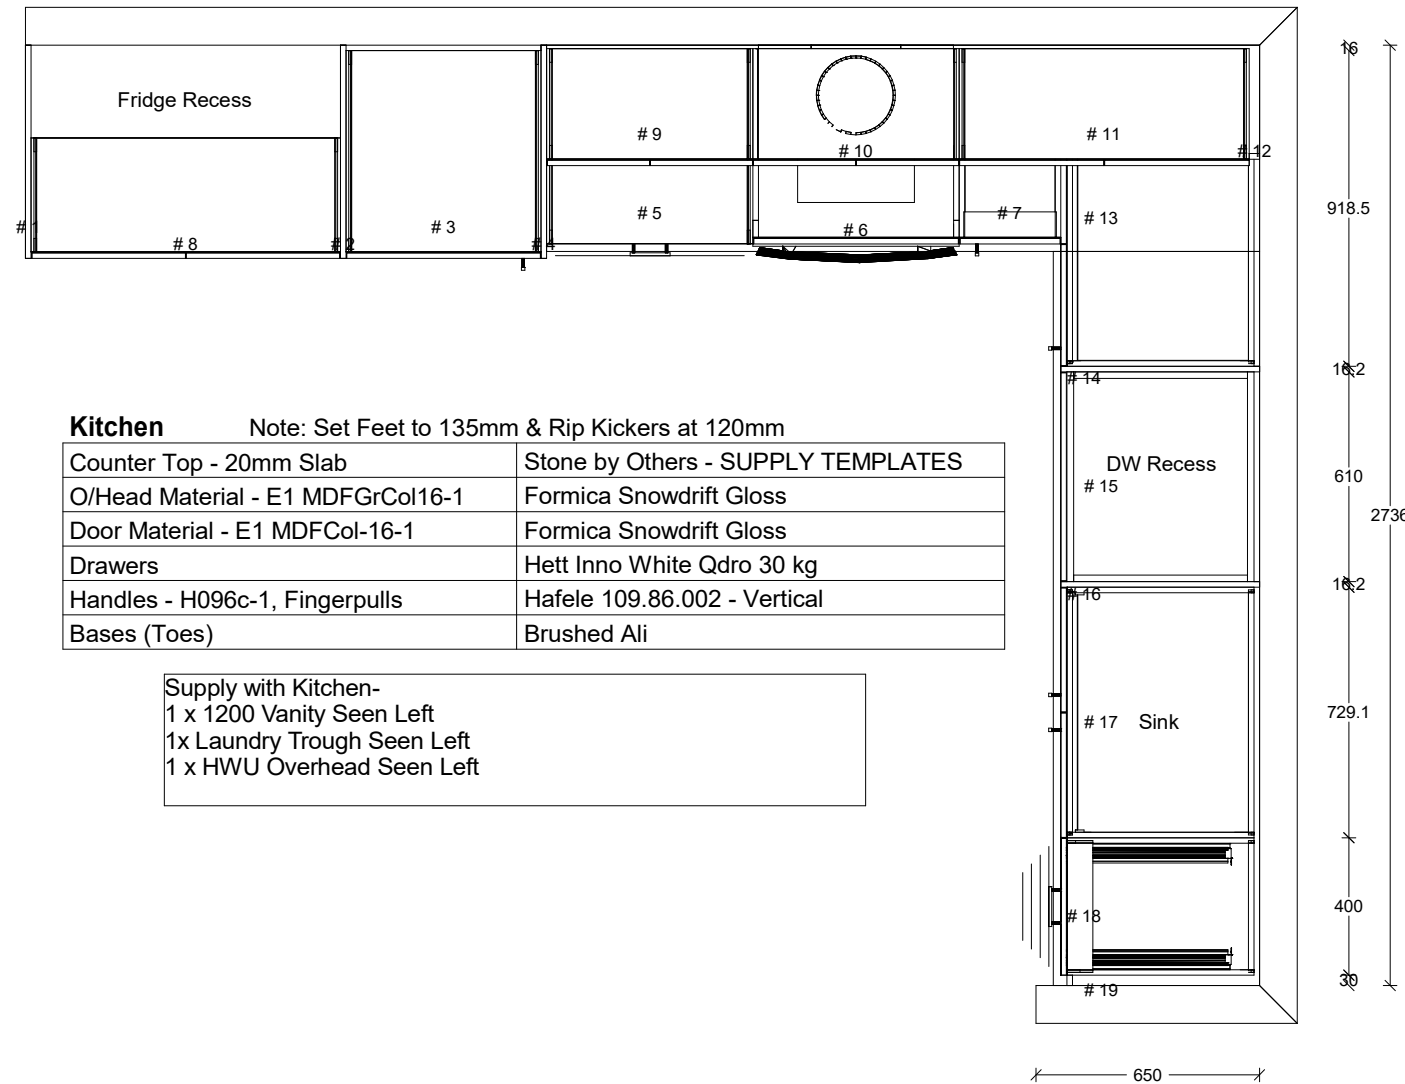 16
Fridge Recess
# 9
# 11
# 10
# 12
918.5
# 5
# 7
# 13
# 1
# 3
# 6
# 8
# 2
# 4
16.2
# 14
Kitchen Note: Set Feet to 135mm & Rip Kickers at 120mm
Counter Top - 20mm Slab Stone by Others - SUPPLY TEMPLATES
DW Recess
O/Head Material - E1 MDFGrCol16-1 Formica Snowdrift Gloss
# 15
610
2736
Door Material - E1 MDFCol-16-1 Formica Snowdrift Gloss
Drawers Hett Inno White Qdro 30 kg
16.2
Handles - H096c-1, Fingerpulls Hafele 109.86.002 - Vertical
# 16
Bases (Toes) Brushed Ali
Supply with Kitchen-
1 x 1200 Vanity Seen Left
1x Laundry Trough Seen Left
1 x HWU Overhead Seen Left
# 17 Sink
729.1
# 18
400
30
# 19
650